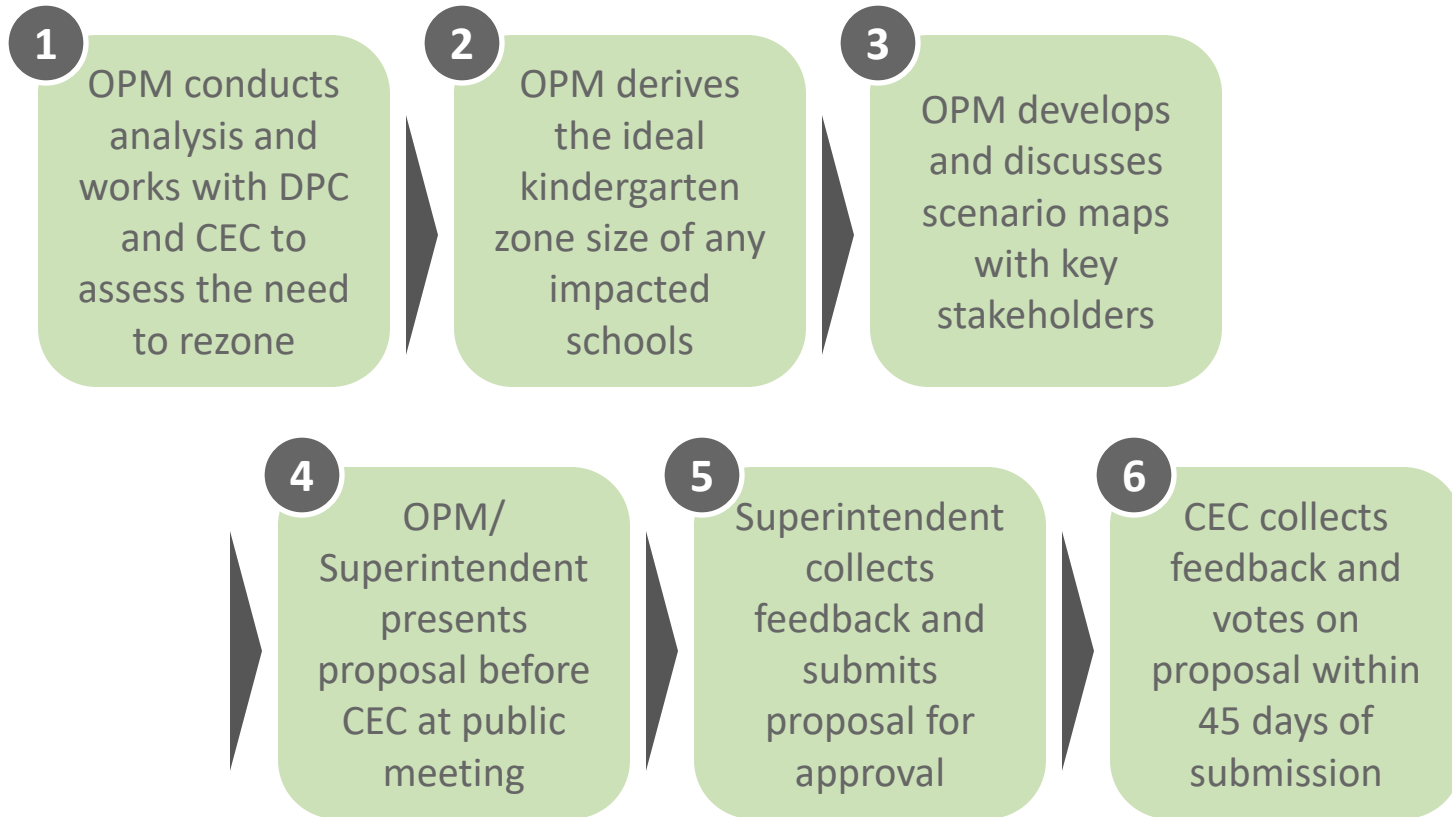 1
OPM conducts
analysis and
works with DPC
and CEC to
assess the need
to rezone
2
OPM derives
the ideal
kindergarten
zone size of any
impacted
schools
3
OPM develops
and discusses
scenario maps
with key
stakeholders
4
OPM/
Superintendent
presents
proposal before
CEC at public
meeting
5
Superintendent
collects
feedback and
submits
proposal for
approval
6
CEC collects
feedback and
votes on
proposal within
45 days of
submission